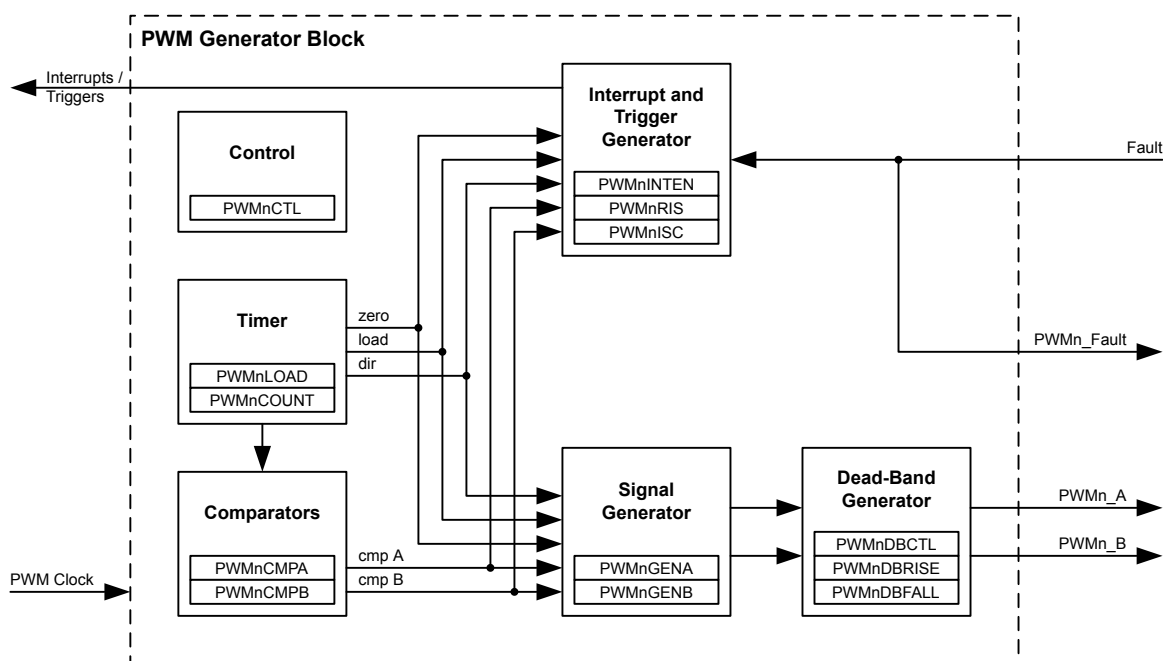 PWM Generator Block
Interrupts /
Triggers
Interrupt and
Trigger
Generator
PWMnINTEN
PWMnRIS
PWMnISC
Control
PWMnCTL
Fault
Timer
PWMnLOAD
PWMnCOUNT
zero
load
dir
PWMn_Fault
Comparators
PWMnCMPA
PWMnCMPB
cmp A
cmp B
PWM Clock
Signal
Generator
PWMnGENA
PWMnGENB
Dead-Band
Generator
PWMnDBCTL
PWMnDBRISE
PWMnDBFALL
PWMn_A
PWMn_B